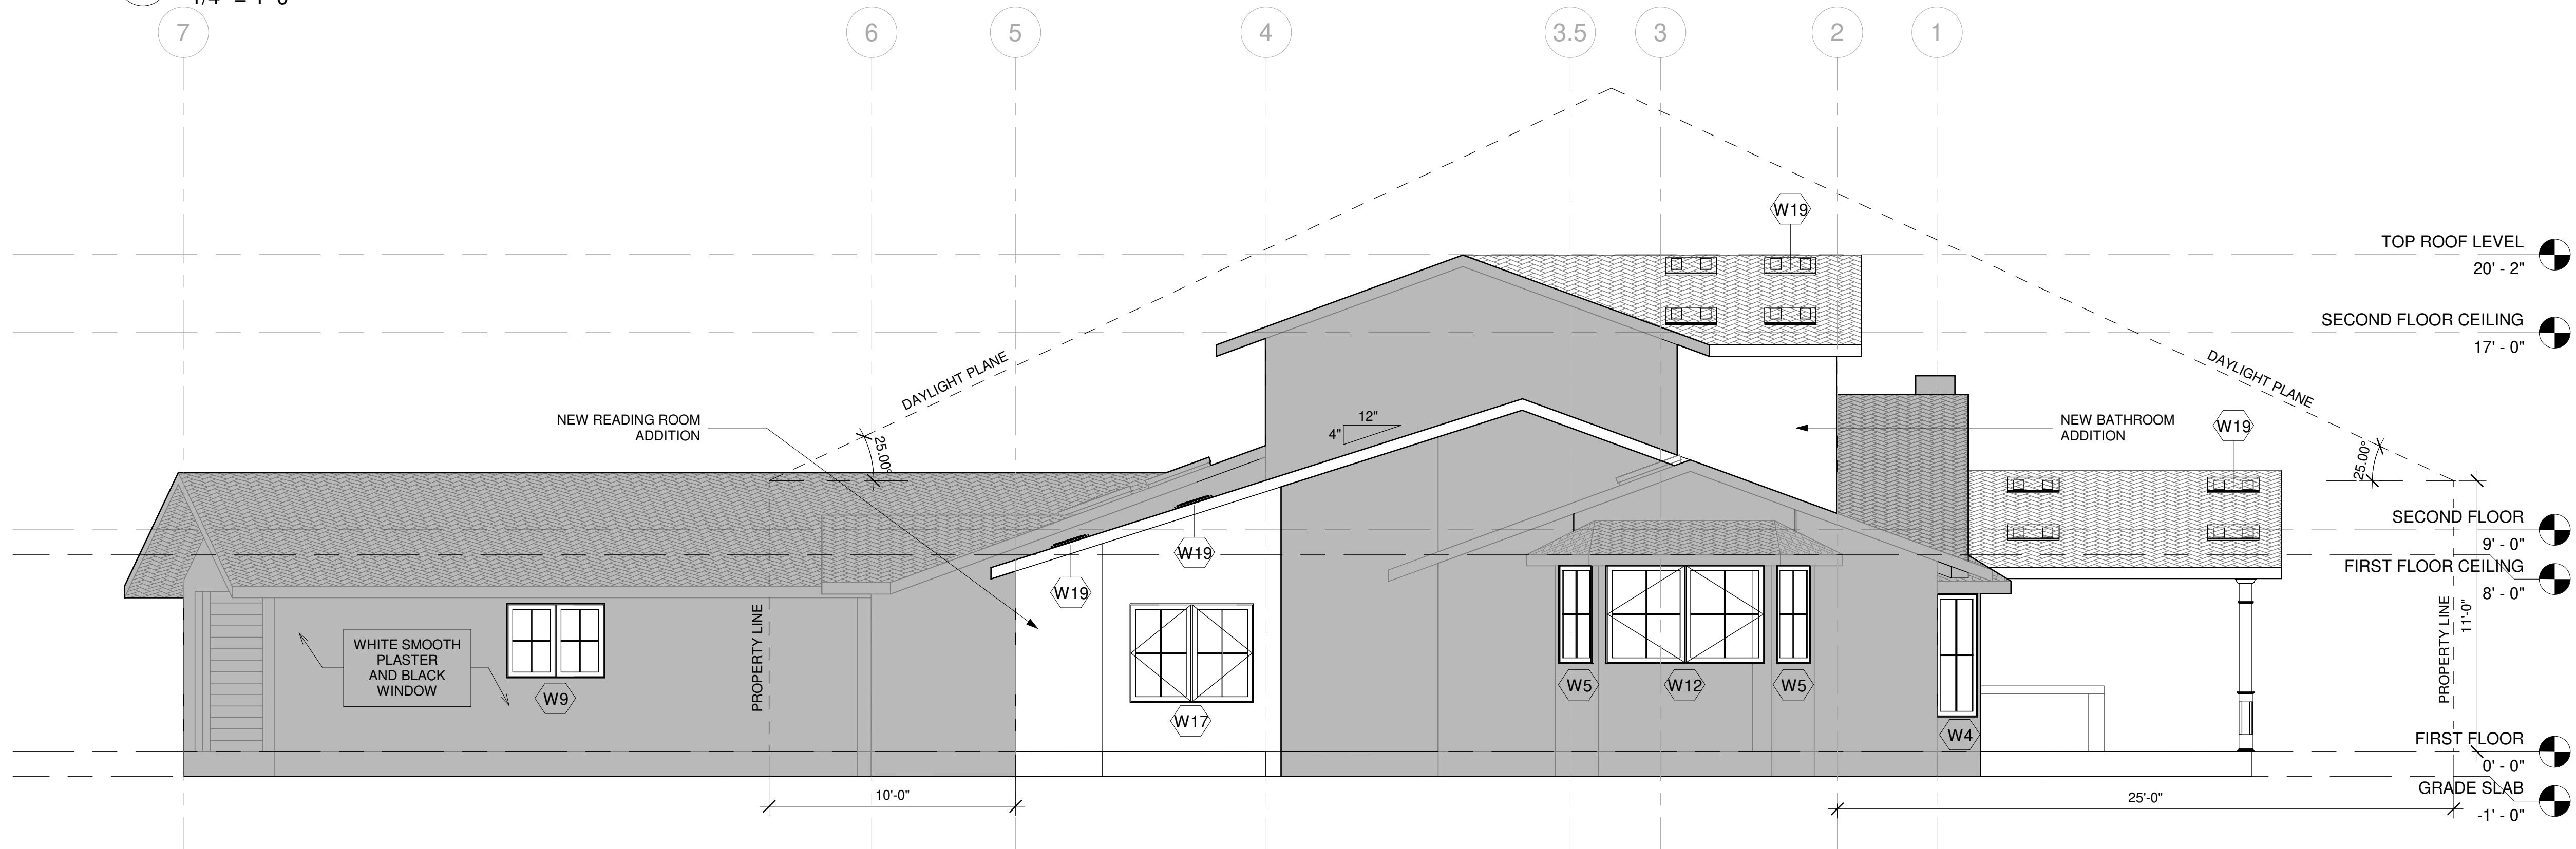 1/4" = 1'-0"
7
6
5
4
3.5
3
2
1
W19
TOP ROOF LEVEL
20' - 2"
SECOND FLOOR CEILING
17' - 0"
DAYLIGHT PLANE
DAYLIGHT PLANE
NEW READING ROOM
ADDITION
25.00°
12"
4"
NEW BATHROOM
ADDITION
W19
25.00°
SECOND FLOOR
9' - 0"
FIRST FLOOR CEILING
8' - 0"
W19
W19
PROPERTY LINE
PROPERTY LINE
11'-0"
WHITE SMOOTH
PLASTER
AND BLACK
WINDOW
W9
W17
W5
W12
W5
W4
FIRST FLOOR
0' - 0"
GRADE SLAB
-1' - 0"
10'-0"
25'-0"